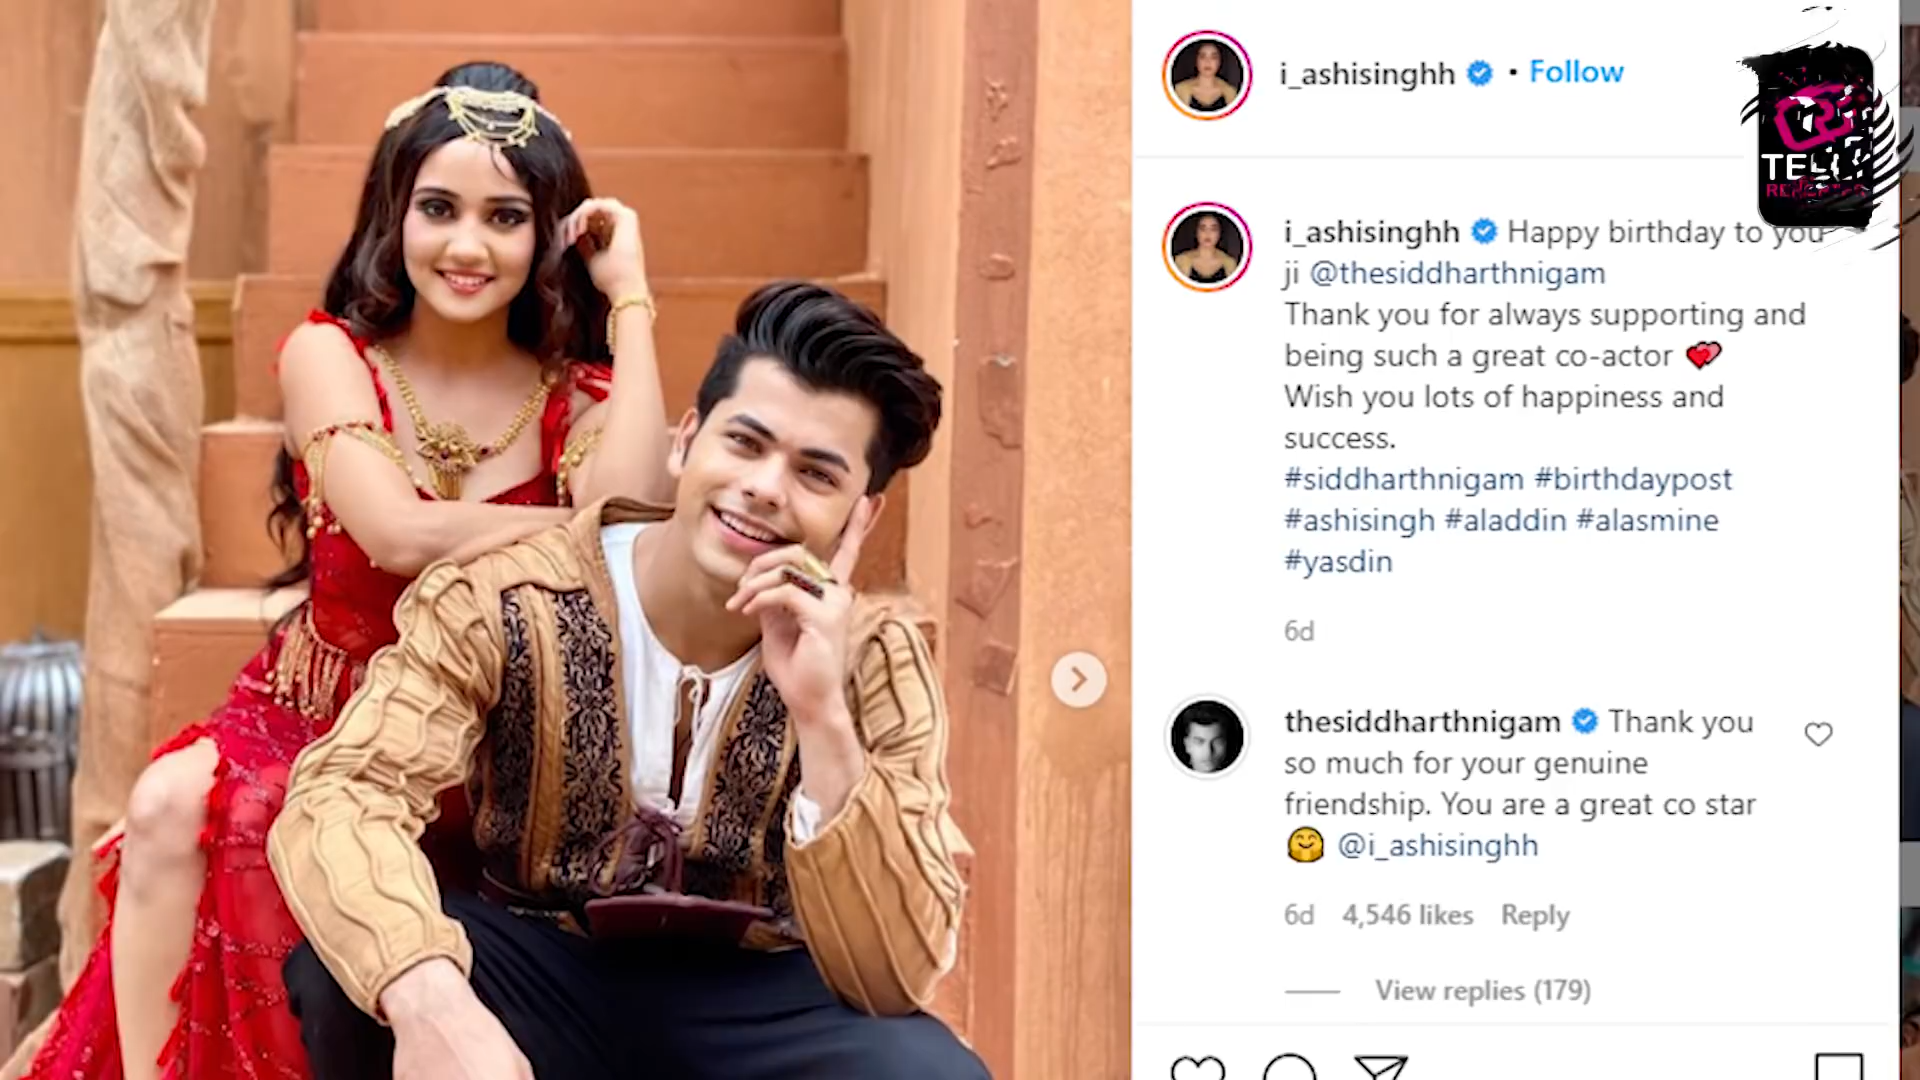 i_ashisinghh • Follow
i_ashisinghh Happy birthday to you
ji @thesiddharthnigam
Thank you for always supporting and
being such a great co-actor 💕
Wish you lots of happiness and
success.
#siddharthnigam #birthdaypost
#ashisingh #aladdin #alasmine
#yasdin
6d
thesiddharthnigam Thank you
so much for your genuine
friendship. You are a great co star
🤗 @i_ashisinghh
6d 4,546 likes Reply
View replies (179)